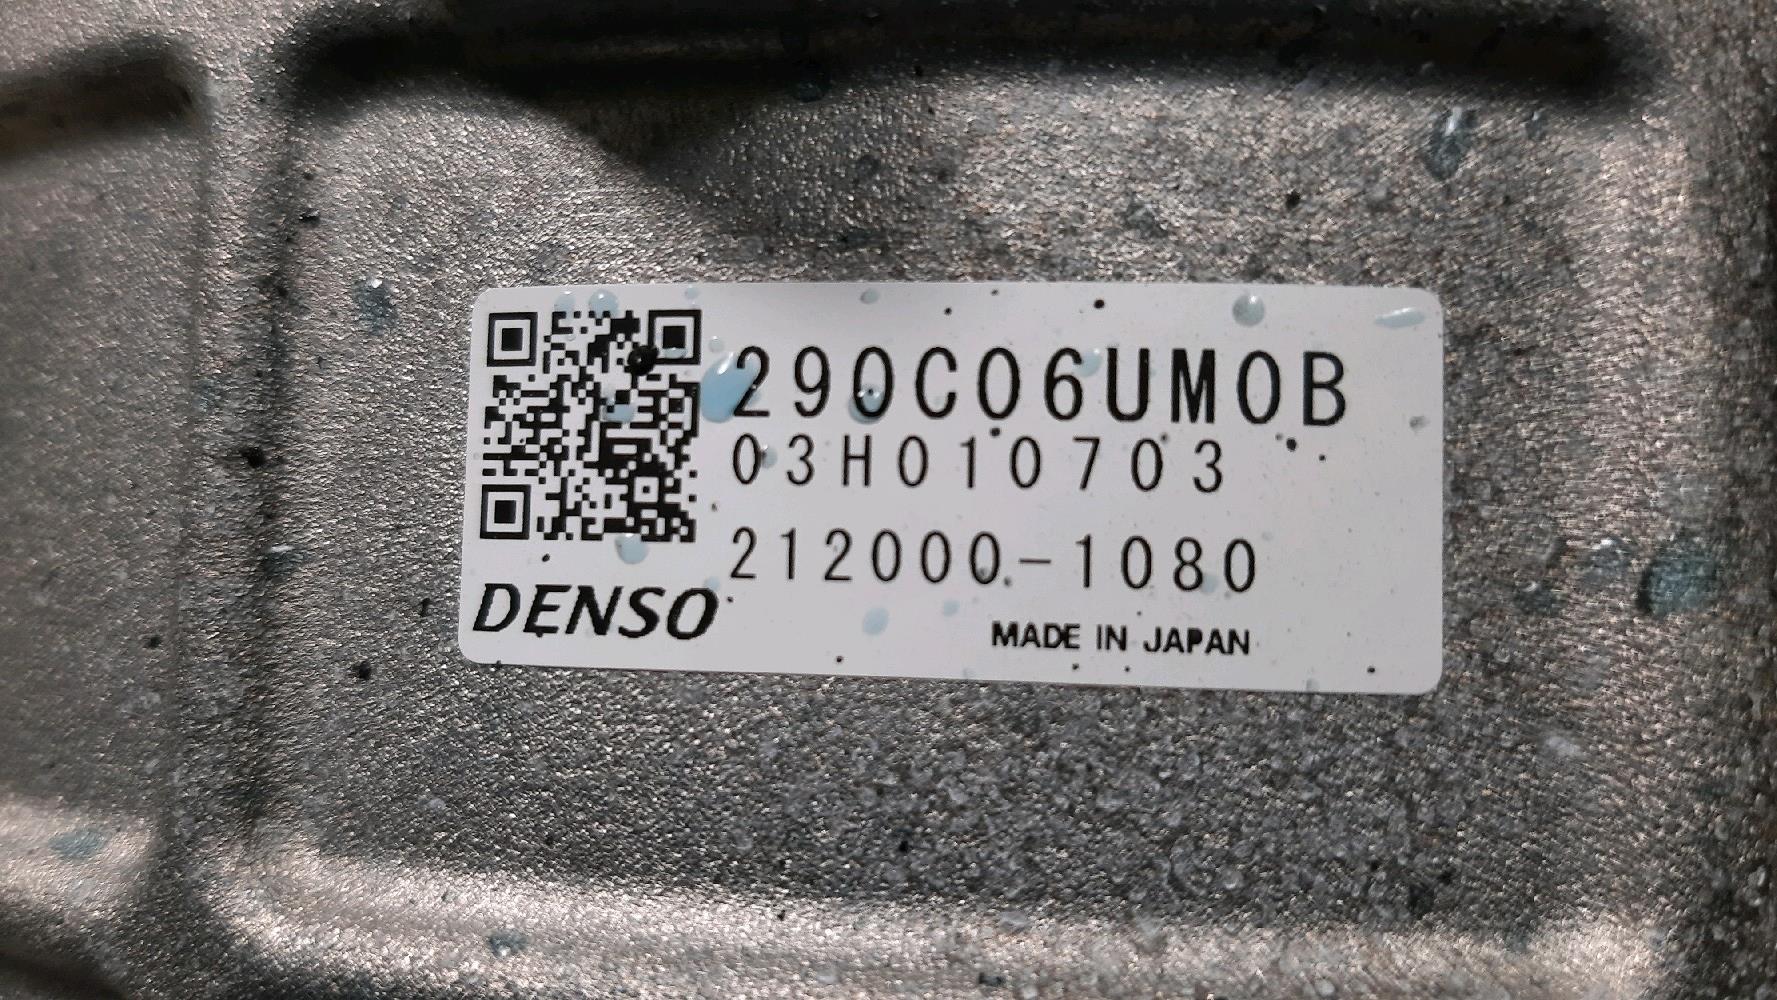 290C06UM0B
03H010703
212000-1080
DENSO
MADE IN JAPAN